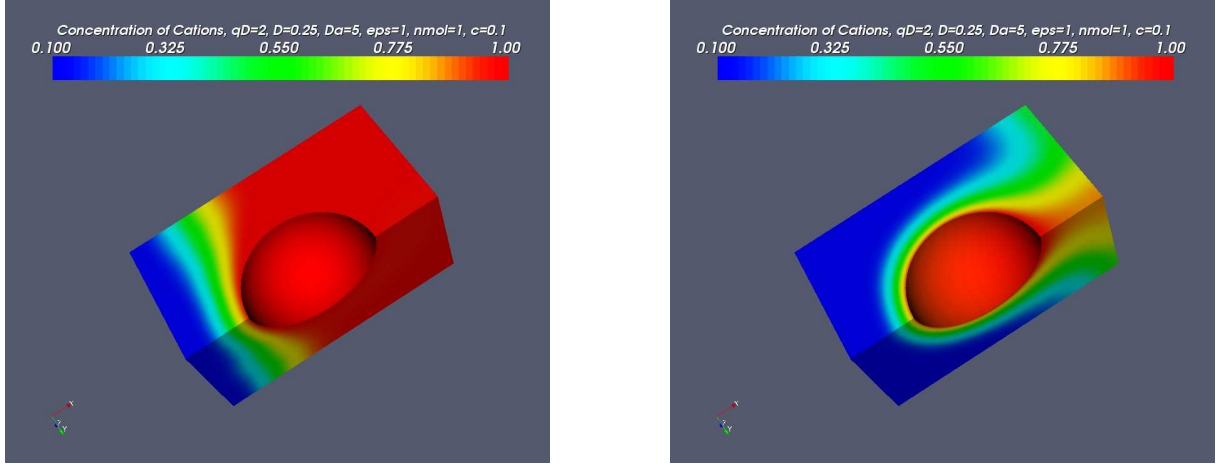 Concentration of Cations, qD=2, D=0.25, Da=5, eps=1, nmol=1, c=0.1
0.100 0.325 0.550 0.775 1.00
X
Z
Y
Concentration of Cations, qD=2, D=0.25, Da=5, eps=1, nmol=1, c=0.1
0.100 0.325 0.550 0.775 1.00
X
Z
Y